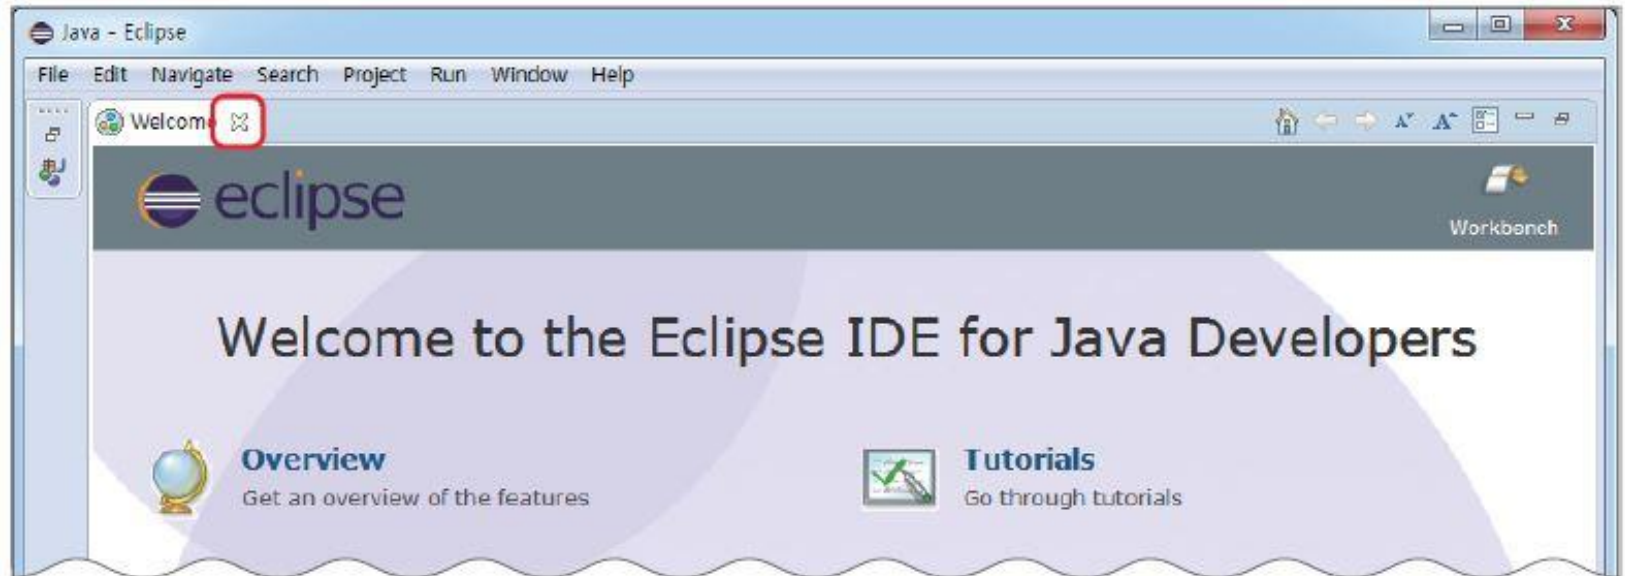 Java - Eclipse
File Edit Navigate Search Project Run Window Help
Welcome
eclipse
Workbench
Welcome to the Eclipse IDE for Java Developers
Overview
Get an overview of the features
Tutorials
Go through tutorials